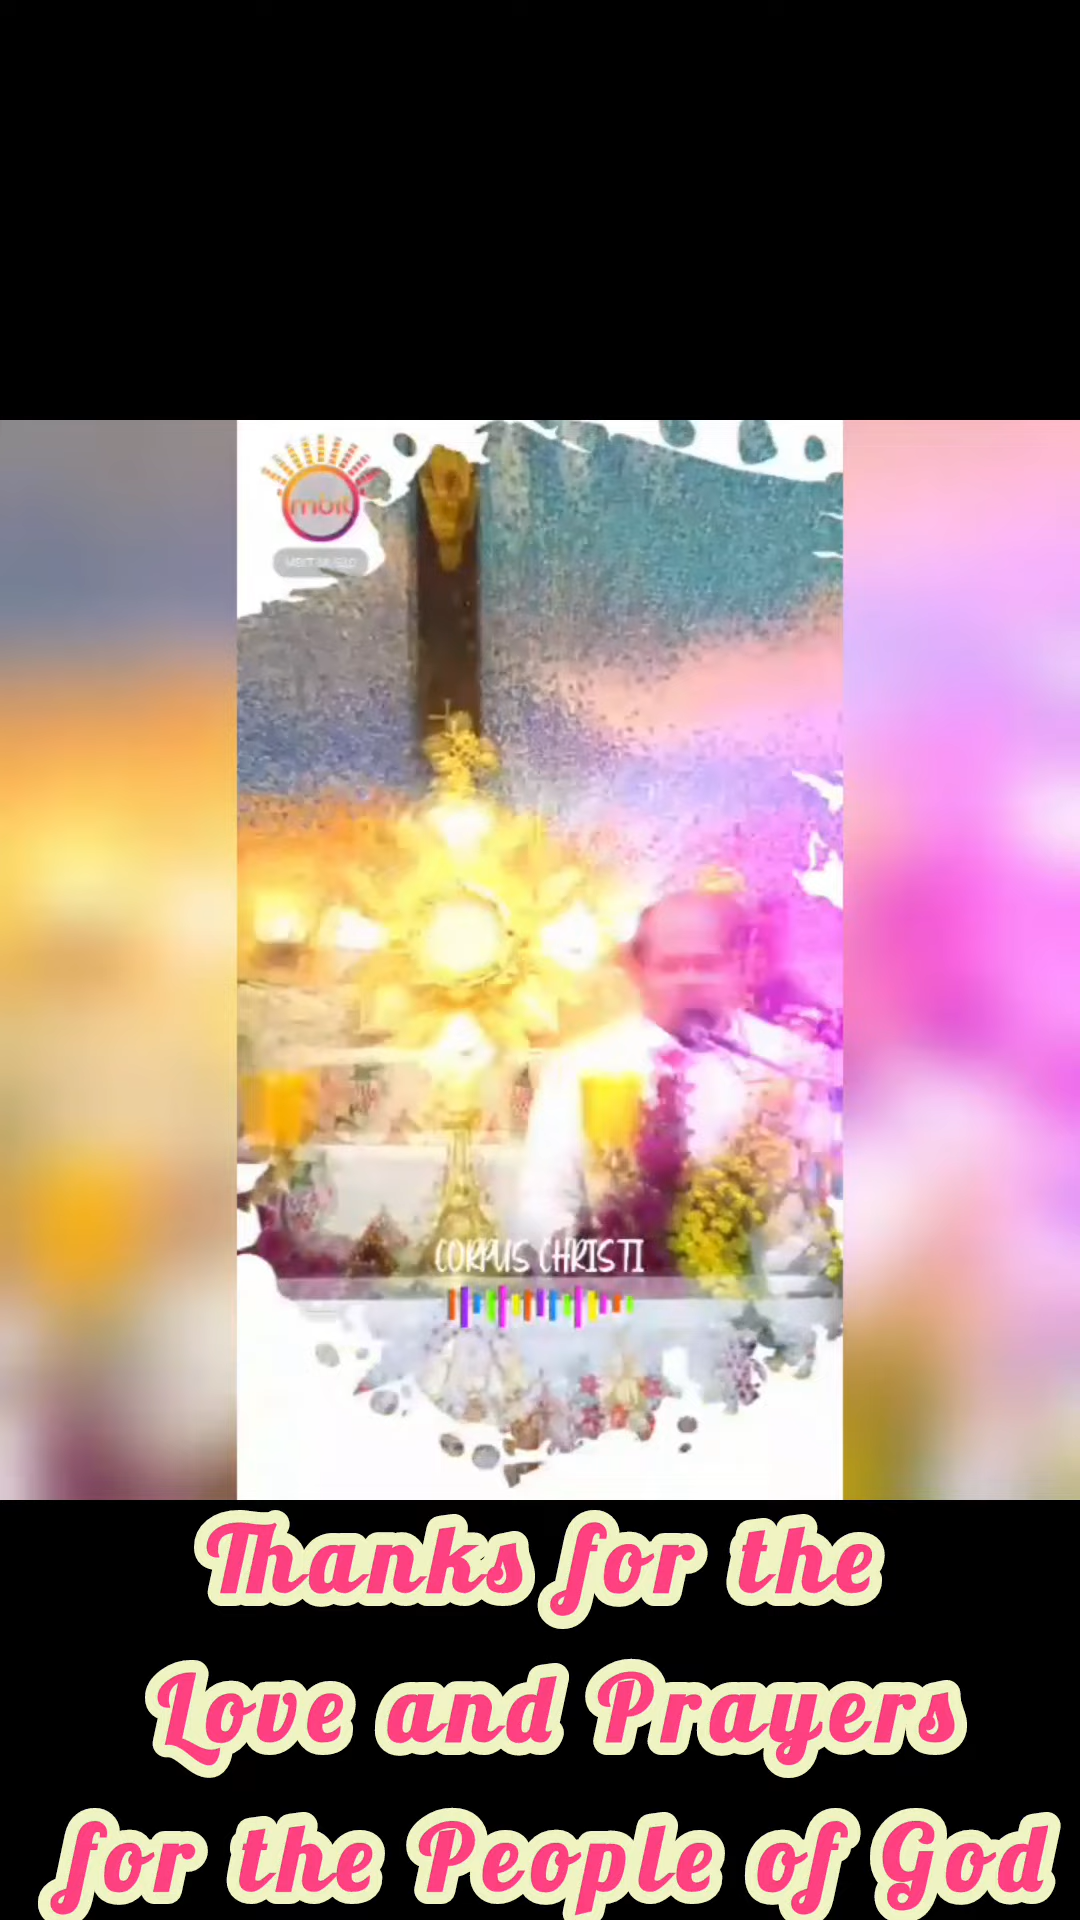 mbit
CORPUS CHRISTI
Thanks for the
Love and Prayers
for the People of God